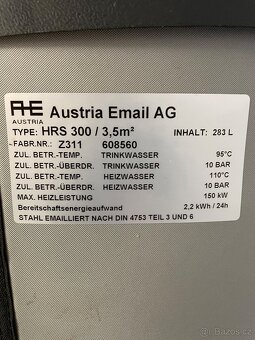 AHE Austria Email AG
AUSTRIA
TYPE: HRS 300 / 3,5m² INHALT: 283 L
FABR.NR.: Z311 608560
ZUL. BETR.-TEMP. TRINKWASSER 95°C
ZUL. BETR.-ÜBERDR. TRINKWASSER 10 BAR
ZUL. BETR.-TEMP. HEIZWASSER 110°C
ZUL. BETR.-ÜBERDR. HEIZWASSER 10 BAR
MAX. HEIZLEISTUNG 150 kW
Bereitschaftsenergieaufwand 2,2 kWh / 24h
STAHL EMAILLIERT NACH DIN 4753 TEIL 3 UND 6